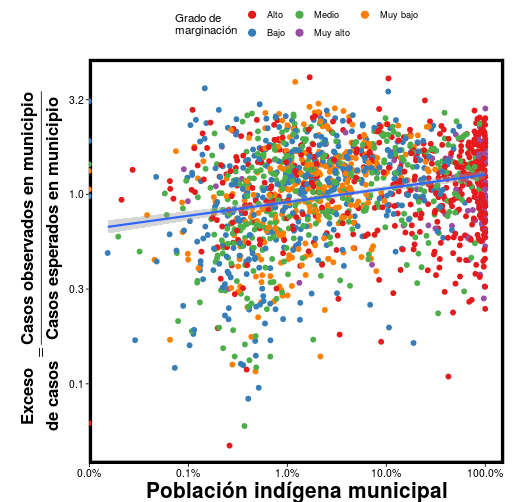 Grado de
marginación
Alto
Medio
Muy bajo
Bajo
Muy alto
3.2
1.0
0.3
0.1
Exceso = Casos observados en municipio
de casos Casos esperados en municipio
0.0%
0.1%
1.0%
10.0%
100.0%
Población indígena municipal